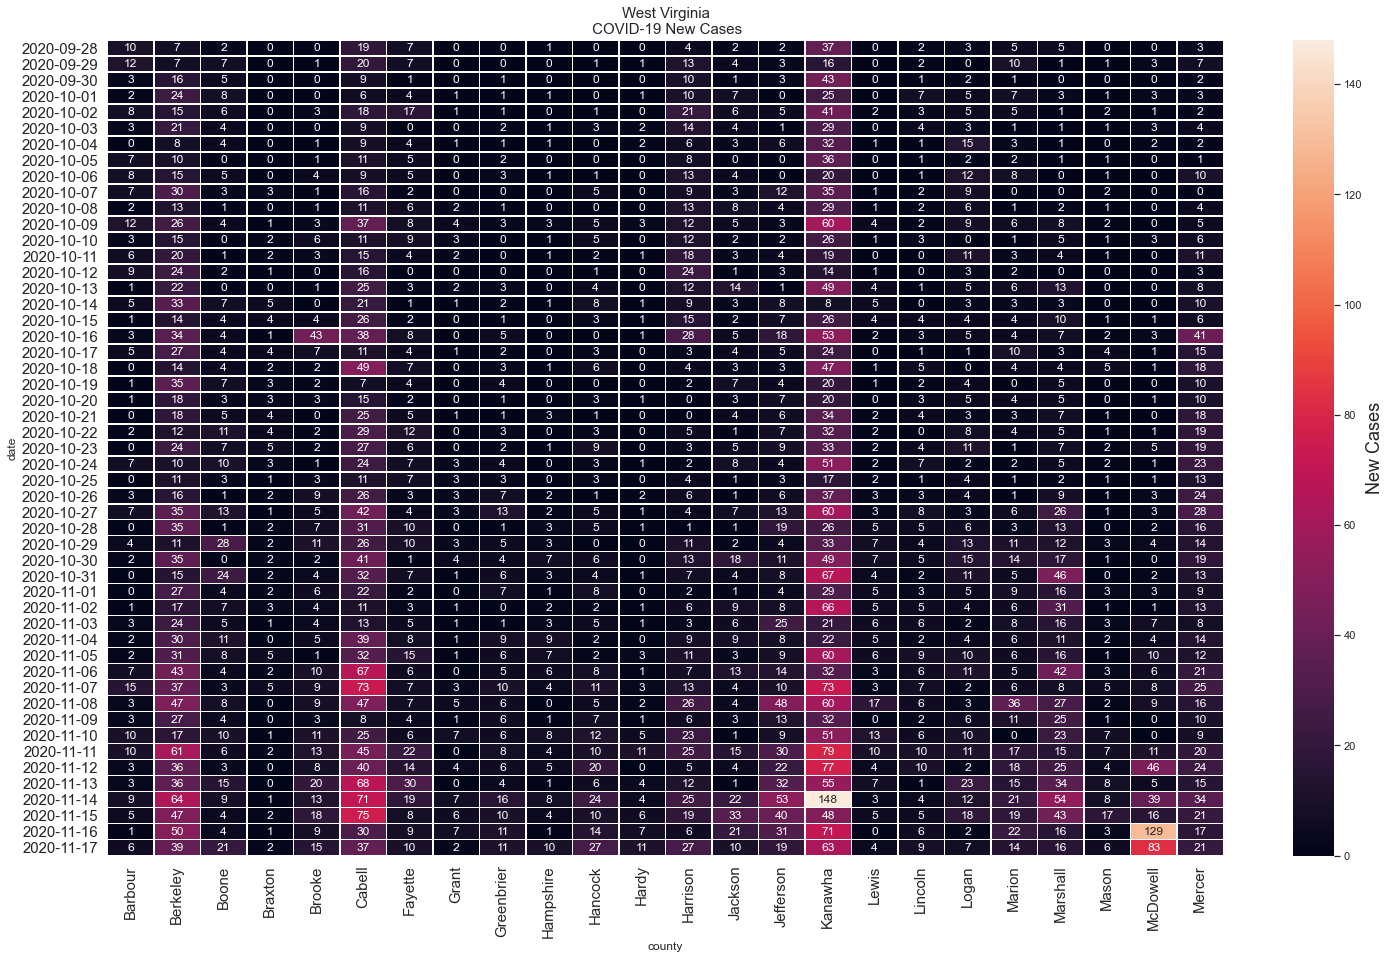 West Virginia
COVID-19 New Cases
2020-09-28 10 7 2 0 0 19 7 0 0 1 0 0 4 2 2 37 0 2 3 5 5 0 0 3
2020-09-29 12 7 7 0 1 20 7 0 0 0 1 1 13 4 3 16 0 2 0 10 1 1 3 7
2020-09-30 3 16 5 0 0 9 1 0 1 0 0 0 10 1 3 43 0 1 2 1 0 0 0 2
2020-10-01 2 24 8 0 0 6 4 1 1 1 0 1 10 7 0 25 0 7 5 7 3 1 3 3
2020-10-02 8 15 6 0 3 18 17 1 1 0 1 0 21 6 5 41 2 3 5 5 1 2 1 2
2020-10-03 3 21 4 0 0 9 0 0 2 1 3 2 14 4 1 29 0 4 3 1 1 1 3 4
2020-10-04 0 8 4 0 1 9 4 1 1 1 0 2 6 3 6 32 1 1 15 3 1 0 2 2
2020-10-05 7 10 0 0 1 11 5 0 2 0 0 0 8 0 0 36 0 1 2 2 1 1 0 1
2020-10-06 8 15 5 0 4 9 5 0 3 1 1 0 13 4 0 20 0 1 12 8 0 1 0 10
2020-10-07 7 30 3 3 1 16 2 0 0 0 5 0 9 3 12 35 1 2 9 0 0 2 0 0
2020-10-08 2 13 1 0 1 11 6 2 1 0 0 0 13 8 4 29 1 2 6 1 2 1 0 4
2020-10-09 12 26 4 1 3 37 8 4 3 3 5 3 12 5 3 60 4 2 9 6 8 2 0 5
2020-10-10 3 15 0 2 6 11 9 3 0 1 5 0 12 2 2 26 1 3 0 1 5 1 3 6
2020-10-11 6 20 1 2 3 15 4 2 0 1 2 1 18 3 4 19 0 0 11 3 4 1 0 11
2020-10-12 9 24 2 1 0 16 0 0 0 0 1 0 24 1 3 14 1 0 3 2 0 0 0 3
2020-10-13 1 22 0 0 1 25 3 2 3 0 4 0 12 14 1 49 4 1 5 6 13 0 0 8
2020-10-14 5 33 7 5 0 21 1 1 2 1 8 1 9 3 8 8 5 0 3 3 3 0 0 10
2020-10-15 1 14 4 4 4 26 2 0 1 0 3 1 15 2 7 26 4 4 4 4 10 1 1 6
2020-10-16 3 34 4 1 43 38 8 0 5 0 0 1 28 5 18 53 2 3 5 4 7 2 3 41
2020-10-17 5 27 4 4 7 11 4 1 2 0 3 0 3 4 5 24 0 1 1 10 3 4 1 15
2020-10-18 0 14 4 2 2 49 7 0 3 1 6 0 4 3 3 47 1 5 0 4 4 5 1 18
2020-10-19 1 35 7 3 2 7 4 0 4 0 0 0 2 7 4 20 1 2 4 0 5 0 0 10
2020-10-20 1 18 3 3 3 15 2 0 1 0 3 1 0 3 7 20 0 3 5 4 5 0 1 10
2020-10-21 0 18 5 4 0 25 5 1 1 3 1 0 0 4 6 34 2 4 3 3 7 1 0 18
2020-10-22 2 12 11 4 2 29 12 0 3 0 3 0 5 1 7 32 2 0 8 4 5 1 1 19
2020-10-23 0 24 7 5 2 27 6 0 2 1 9 0 3 5 9 33 2 4 11 1 7 2 5 19
2020-10-24 7 10 10 3 1 24 7 3 4 0 3 1 2 8 4 51 2 7 2 2 5 2 1 23
2020-10-25 0 11 3 1 3 11 7 3 3 0 3 0 4 1 3 17 2 1 4 1 2 1 1 13
2020-10-26 3 16 1 2 9 26 3 3 7 2 1 2 6 1 6 37 3 3 4 1 9 1 3 24
2020-10-27 7 35 13 1 5 42 4 3 13 2 5 1 4 7 13 60 3 8 3 6 26 1 3 28
2020-10-28 0 35 1 2 7 31 10 0 1 3 5 1 1 1 19 26 5 5 6 3 13 0 2 16
2020-10-29 4 11 28 2 11 26 10 3 5 3 0 0 11 2 4 33 7 4 13 11 12 3 4 14
2020-10-30 2 35 0 2 2 41 1 4 4 7 6 0 13 18 11 49 7 5 15 14 17 1 0 19
2020-10-31 0 15 24 2 4 32 7 1 6 3 4 1 7 4 8 67 4 2 11 5 46 0 2 13
2020-11-01 0 27 4 2 6 22 2 0 7 1 8 0 2 1 4 29 5 3 5 9 16 3 3 9
2020-11-02 1 17 7 3 4 11 3 1 0 2 2 1 6 9 8 66 5 5 4 6 31 1 1 13
2020-11-03 3 24 5 1 4 13 5 1 1 3 5 1 3 6 25 21 6 6 2 8 16 3 7 8
2020-11-04 2 30 11 0 5 39 8 1 9 9 2 0 9 9 8 22 5 2 4 6 11 2 4 14
2020-11-05 2 31 8 5 1 32 15 1 6 7 2 3 11 3 9 60 6 9 10 6 16 1 10 12
2020-11-06 7 43 4 2 10 67 6 0 5 6 8 1 7 13 14 32 3 6 11 5 42 3 6 21
2020-11-07 15 37 3 5 9 73 7 3 10 4 11 3 13 4 10 73 3 7 2 6 8 5 8 25
2020-11-08 3 47 8 0 9 47 7 5 6 0 5 2 26 4 48 60 17 6 3 36 27 2 9 16
2020-11-09 3 27 4 0 3 8 4 1 6 1 7 1 6 3 13 32 0 2 6 11 25 1 0 10
2020-11-10 10 17 10 1 11 25 6 7 6 8 12 5 23 1 9 51 13 6 10 0 23 7 0 9
2020-11-11 10 61 6 2 13 45 22 0 8 4 10 11 25 15 30 79 10 10 11 17 15 7 11 20
2020-11-12 3 36 3 0 8 40 14 4 6 5 20 0 5 4 22 77 4 10 2 18 25 4 46 24
2020-11-13 3 36 15 0 20 68 30 0 4 1 6 4 12 1 32 55 7 1 23 15 34 8 5 15
2020-11-14 9 64 9 1 13 71 19 7 16 8 24 4 25 22 53 148 3 4 12 21 54 8 39 34
2020-11-15 5 47 4 2 18 75 8 6 10 4 10 6 19 33 40 48 5 5 18 19 43 17 16 21
2020-11-16 1 50 4 1 9 30 9 7 11 1 14 7 6 21 31 71 0 6 2 22 16 3 129 17
2020-11-17 6 39 21 2 15 37 10 2 11 10 27 11 27 10 19 63 4 9 7 14 16 6 83 21
date
Barbour Berkeley Boone Braxton Brooke Cabell Fayette Grant Greenbrier Hampshire Hancock Hardy Harrison Jackson Jefferson Kanawha Lewis Lincoln Logan Marion Marshall Mason McDowell Mercer
county
140
120
100
80
60
40
20
0
New Cases